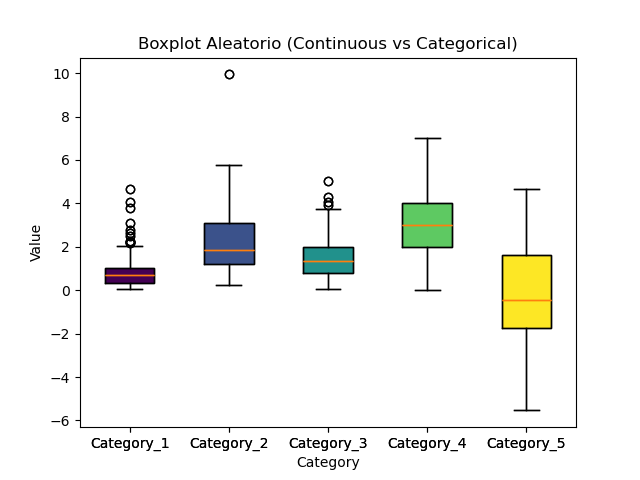 Boxplot Aleatorio (Continuous vs Categorical)
Value
10
8
6
4
2
0
−2
−4
−6
Category_1 Category_2 Category_3 Category_4 Category_5
Category